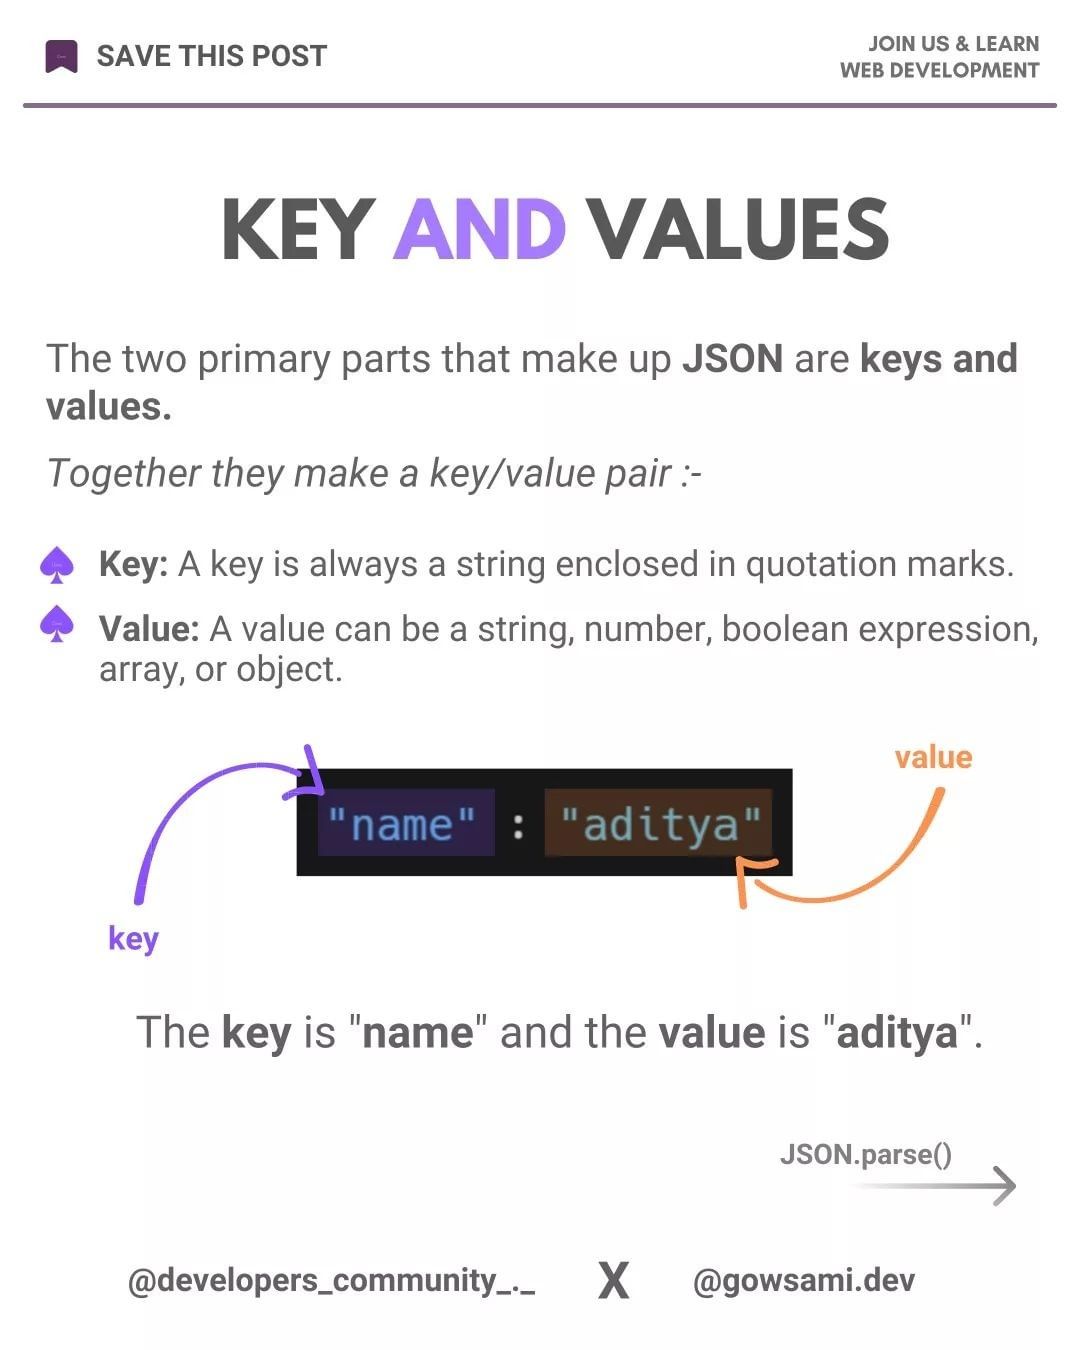 SAVE THIS POST
JOIN US & LEARN
WEB DEVELOPMENT
KEY AND VALUES
The two primary parts that make up JSON are keys and
values.
Together they make a key/value pair :-
Key: A key is always a string enclosed in quotation marks.
Value: A value can be a string, number, boolean expression,
array, or object.
value
"name" : "aditya"
key
The key is "name" and the value is "aditya".
JSON.parse()
@developers_community_._ X @gowsami.dev